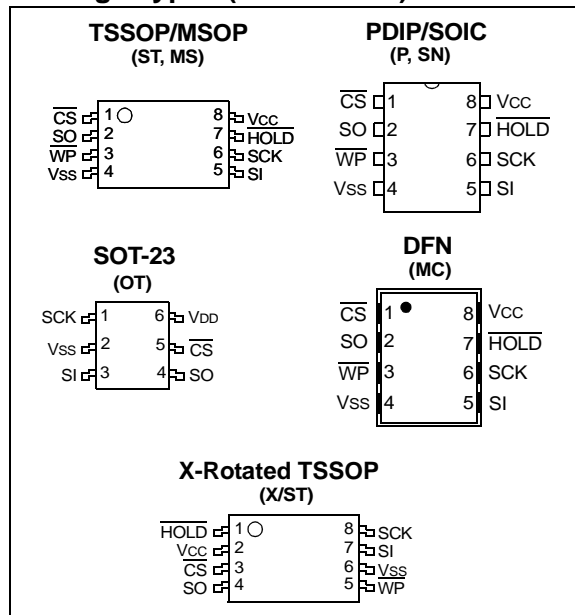 TSSOP/MSOP
(ST, MS)
CS 1 8 VCC
SO 2 7 HOLD
WP 3 6 SCK
VSS 4 5 SI
PDIP/SOIC
(P, SN)
CS 1 8 VCC
SO 2 7 HOLD
WP 3 6 SCK
VSS 4 5 SI
SOT-23
(OT)
SCK 1 6 VDD
VSS 2 5 CS
SI 3 4 SO
DFN
(MC)
CS 1 8 VCC
SO 2 7 HOLD
WP 3 6 SCK
VSS 4 5 SI
X-Rotated TSSOP
(X/ST)
HOLD 1 8 SCK
VCC 2 7 SI
CS 3 6 VSS
SO 4 5 WP